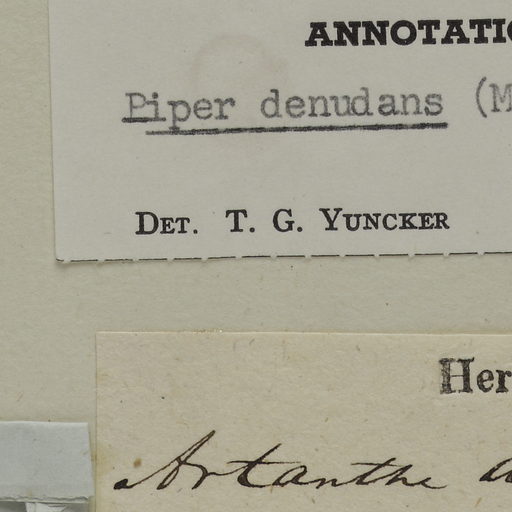 ANNOTATIO
Piper denudans (M
DET. T. G. YUNCKER
Her
Artanthe